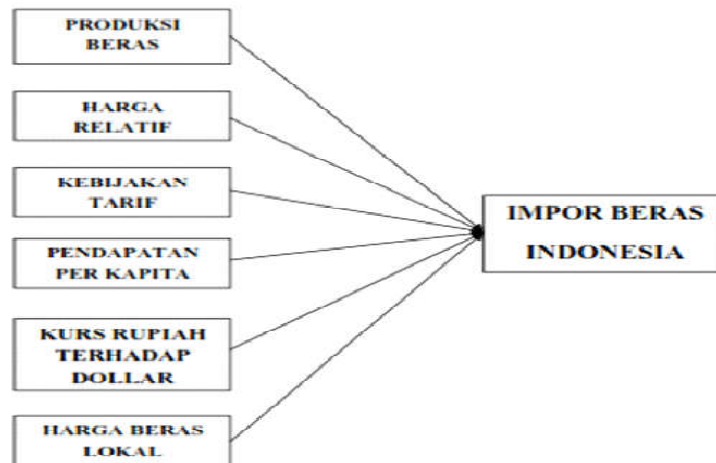 PRODUKSI
BERAS
HARGA
RELATIF
KEBIJAKAN
TARIF
PENDAPATAN
PER KAPITA
KURS RUPIAH
TERHADAP
DOLLAR
HARGA BERAS
LOKAL
IMPOR BERAS
INDONESIA